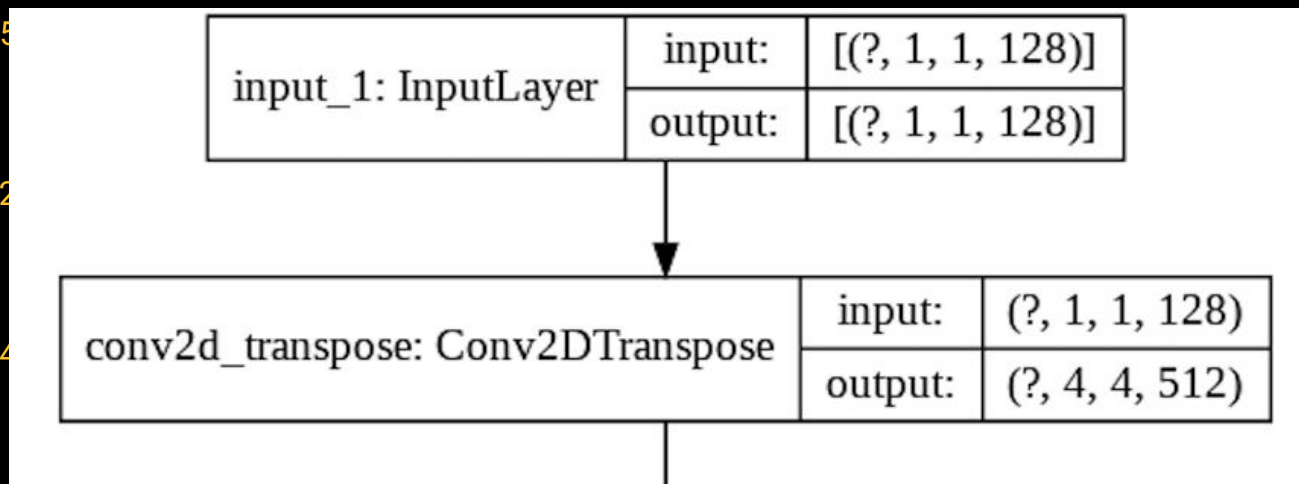 input_1: InputLayer
input:
[(?, 1, 1, 128)]
output:
[(?, 1, 1, 128)]
conv2d_transpose: Conv2DTranspose
input:
(?, 1, 1, 128)
output:
(?, 4, 4, 512)